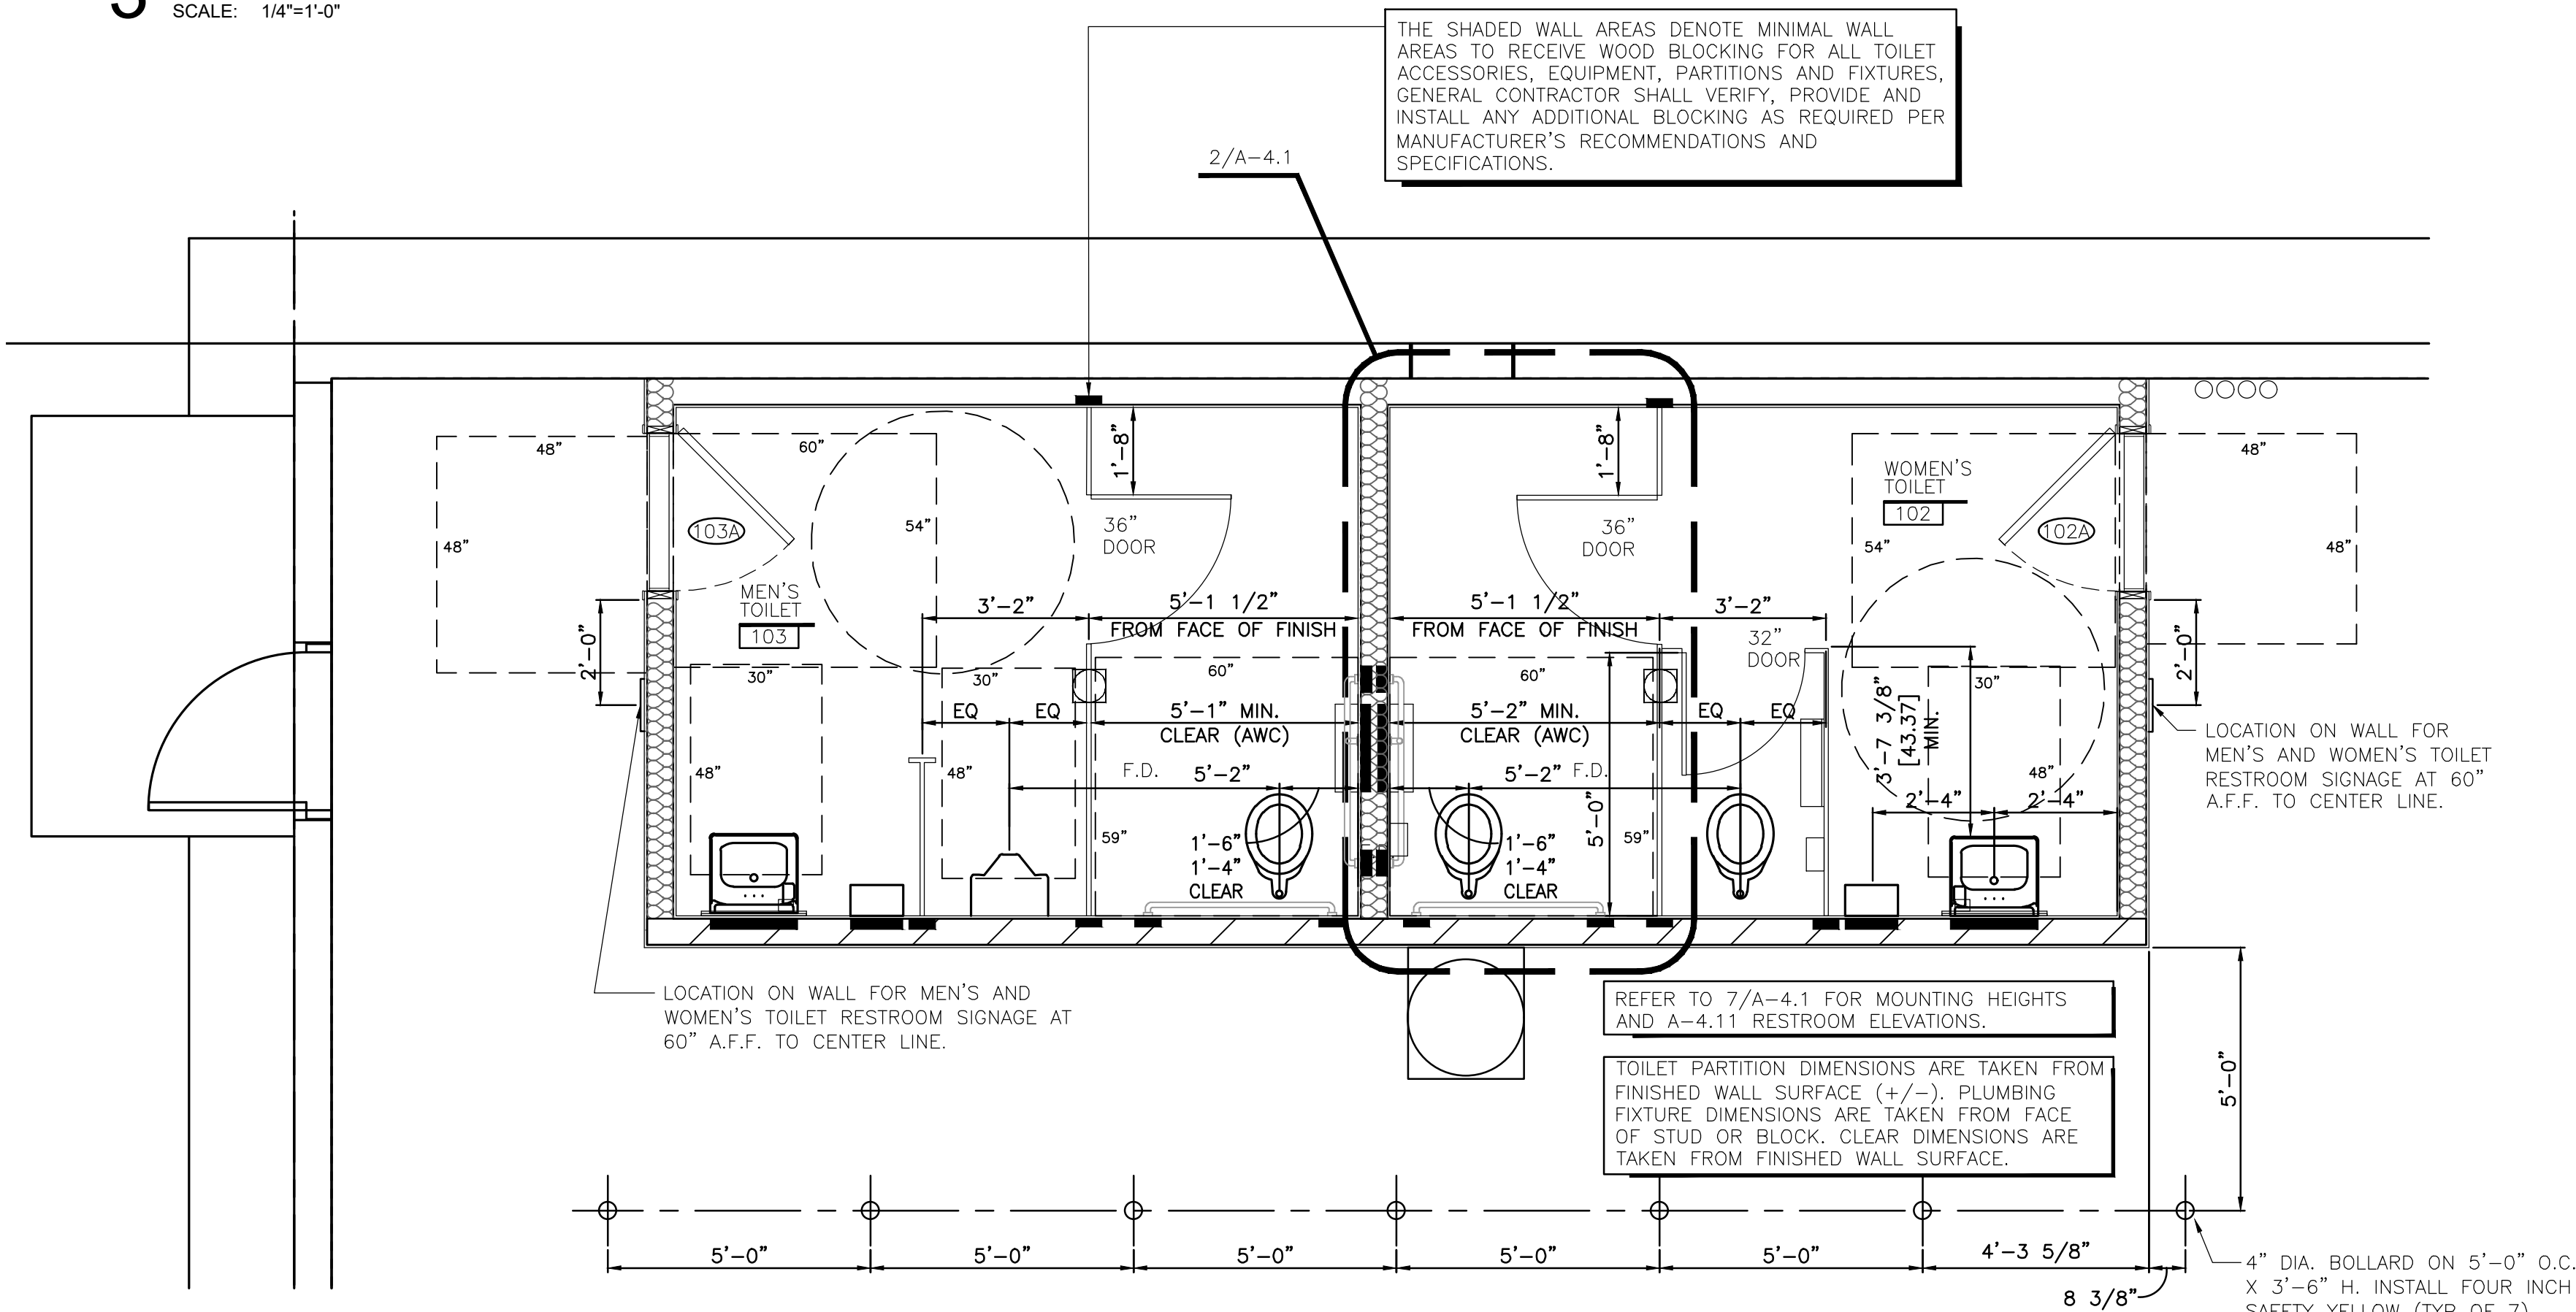 SCALE: 1/4"=1'-0"
THE SHADED WALL AREAS DENOTE MINIMAL WALL
AREAS TO RECEIVE WOOD BLOCKING FOR ALL TOILET
ACCESSORIES, EQUIPMENT, PARTITIONS AND FIXTURES,
GENERAL CONTRACTOR SHALL VERIFY, PROVIDE AND
INSTALL ANY ADDITIONAL BLOCKING AS REQUIRED PER
MANUFACTURER'S RECOMMENDATIONS AND
SPECIFICATIONS.
2/A-4.1
48"
48"
60"
54"
103A
MEN'S
TOILET
103
2'-0"
30"
48"
1'-8"
36"
DOOR
3'-2"
5'-1 1/2"
FROM FACE OF FINISH
30"
60"
EQ
EQ
5'-1" MIN.
CLEAR (AWC)
48"
F.D.
5'-2"
59"
1'-6"
1'-4"
CLEAR
1'-8"
36"
DOOR
5'-1 1/2"
FROM FACE OF FINISH
3'-2"
32"
DOOR
60"
5'-2" MIN.
CLEAR (AWC)
EQ
EQ
5'-2"
F.D.
1'-6"
1'-4"
CLEAR
5'-0"
59"
WOMEN'S
TOILET
102
54"
102A
48"
48"
3'-7 3/8"
[43.37]
MIN.
30"
48"
2'-4"
2'-4"
2'-0"
LOCATION ON WALL FOR
MEN'S AND WOMEN'S TOILET
RESTROOM SIGNAGE AT 60"
A.F.F. TO CENTER LINE.
LOCATION ON WALL FOR MEN'S AND
WOMEN'S TOILET RESTROOM SIGNAGE AT
60" A.F.F. TO CENTER LINE.
REFER TO 7/A-4.1 FOR MOUNTING HEIGHTS
AND A-4.11 RESTROOM ELEVATIONS.
TOILET PARTITION DIMENSIONS ARE TAKEN FROM
FINISHED WALL SURFACE (+/-). PLUMBING
FIXTURE DIMENSIONS ARE TAKEN FROM FACE
OF STUD OR BLOCK. CLEAR DIMENSIONS ARE
TAKEN FROM FINISHED WALL SURFACE.
5'-0"
5'-0"
5'-0"
5'-0"
5'-0"
5'-0"
4'-3 5/8"
8 3/8"
4" DIA. BOLLARD ON 5'-0" O.C.
X 3'-6" H. INSTALL FOUR INCH
SAFETY YELLOW (TYP OF 7)